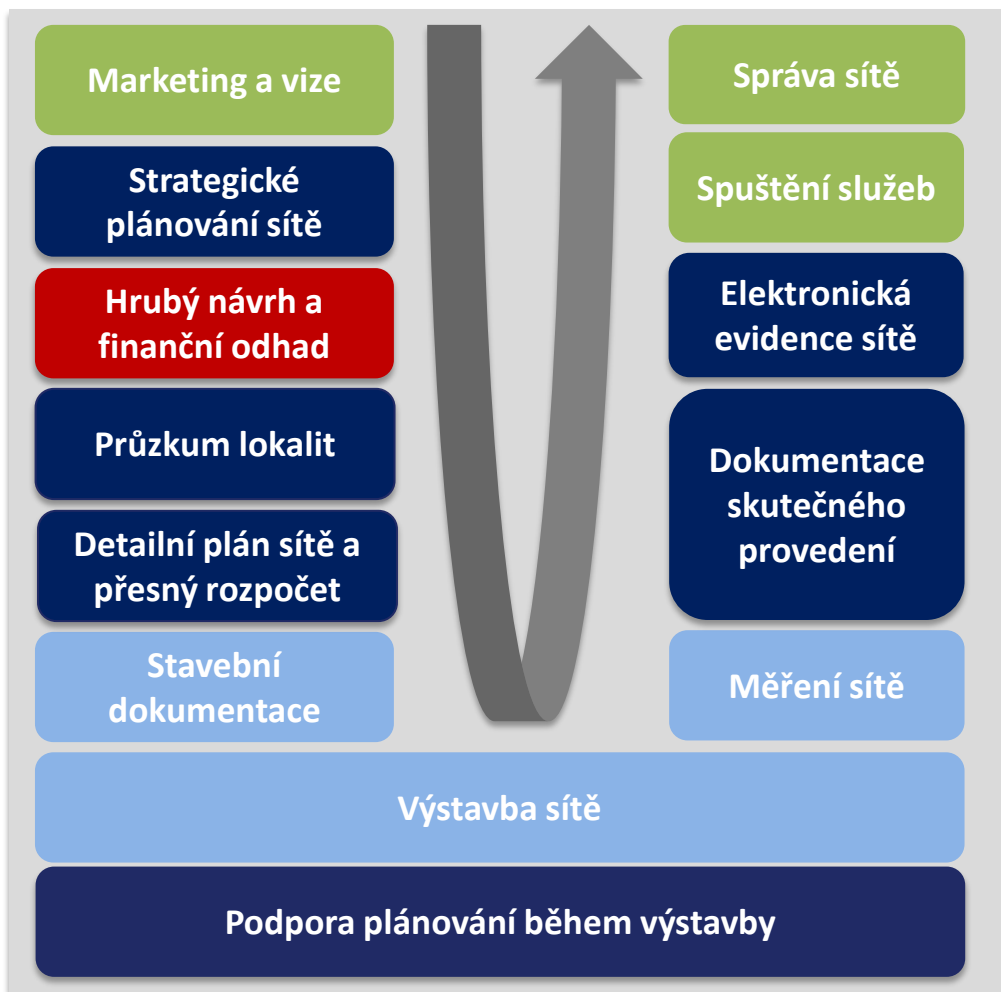 Marketing a vize
Strategické
plánování sítě
Hrubý návrh a
finanční odhad
Průzkum lokalit
Detailní plán sítě a
přesný rozpočet
Stavební
dokumentace
Správa sítě
Spuštění služeb
Elektronická
evidence sítě
Dokumentace
skutečného
provedení
Měření sítě
Výstavba sítě
Podpora plánování během výstavby